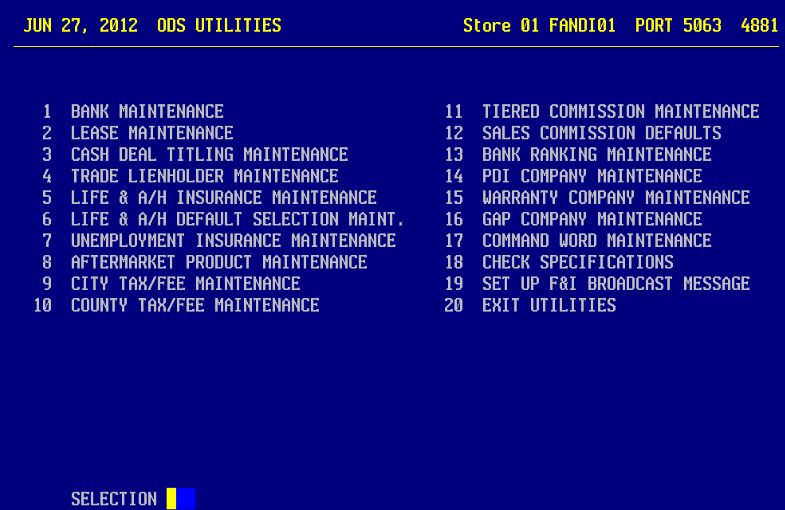 JUN 27, 2012 ODS UTILITIES Store 01 FANDI01 PORT 5063 4881
1 BANK MAINTENANCE
2 LEASE MAINTENANCE
3 CASH DEAL TITLING MAINTENANCE
4 TRADE LIENHOLDER MAINTENANCE
5 LIFE & A/H INSURANCE MAINTENANCE
6 LIFE & A/H DEFAULT SELECTION MAINT.
7 UNEMPLOYMENT INSURANCE MAINTENANCE
8 AFTERMARKET PRODUCT MAINTENANCE
9 CITY TAX/FEE MAINTENANCE
10 COUNTY TAX/FEE MAINTENANCE
11 TIERED COMMISSION MAINTENANCE
12 SALES COMMISSION DEFAULTS
13 BANK RANKING MAINTENANCE
14 PDI COMPANY MAINTENANCE
15 WARRANTY COMPANY MAINTENANCE
16 GAP COMPANY MAINTENANCE
17 COMMAND WORD MAINTENANCE
18 CHECK SPECIFICATIONS
19 SET UP F&I BROADCAST MESSAGE
20 EXIT UTILITIES
SELECTION